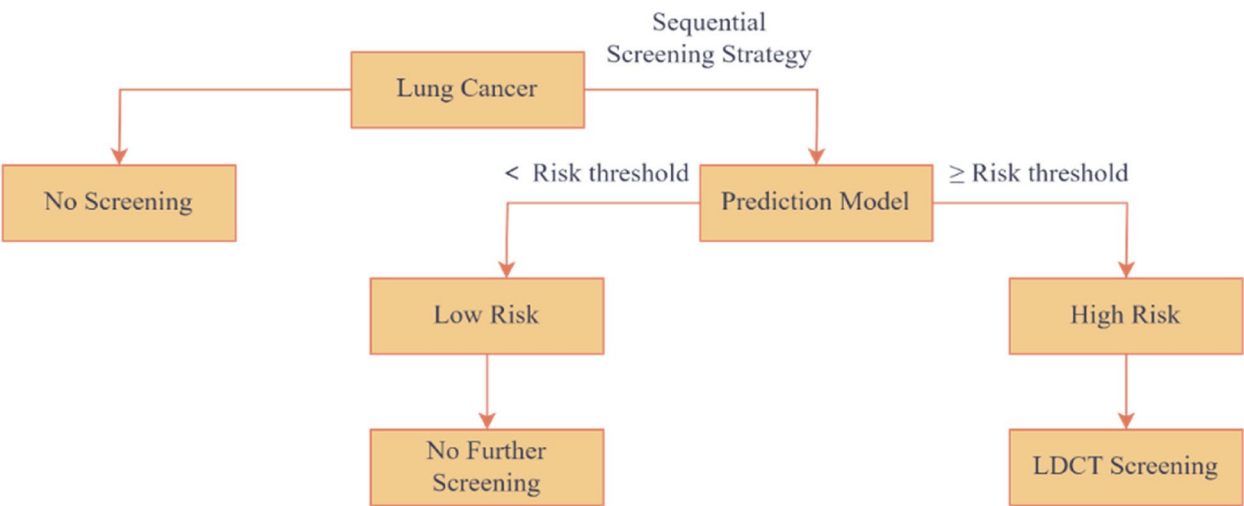 Sequential
Screening Strategy
Lung Cancer
No Screening
< Risk threshold
Prediction Model
≥ Risk threshold
Low Risk
High Risk
No Further
Screening
LDCT Screening